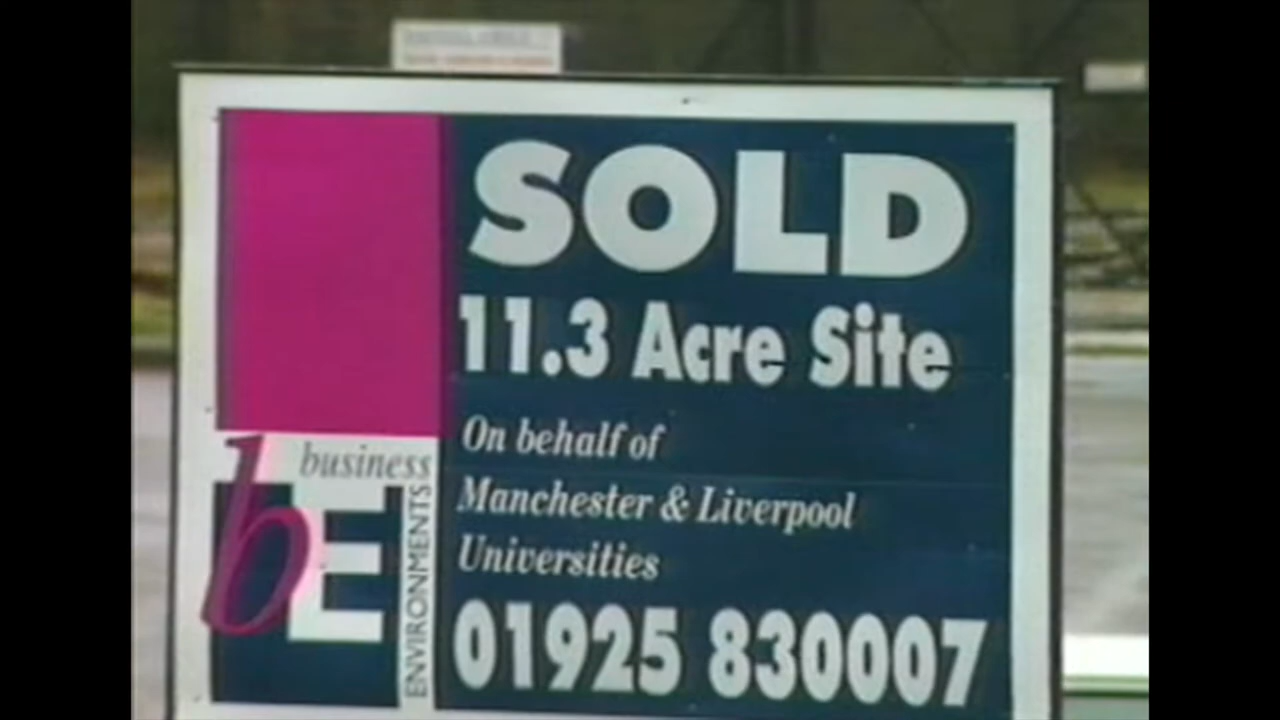 SOLD
11.3 Acre Site
On behalf of
Manchester & Liverpool
Universities
01925 830007
business
bE
ENVIRONMENTS